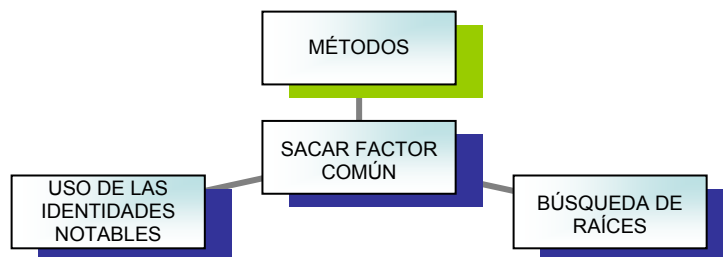 MÉTODOS
SACAR FACTOR
COMÚN
USO DE LAS
IDENTIDADES
NOTABLES
BÚSQUEDA DE
RAÍCES